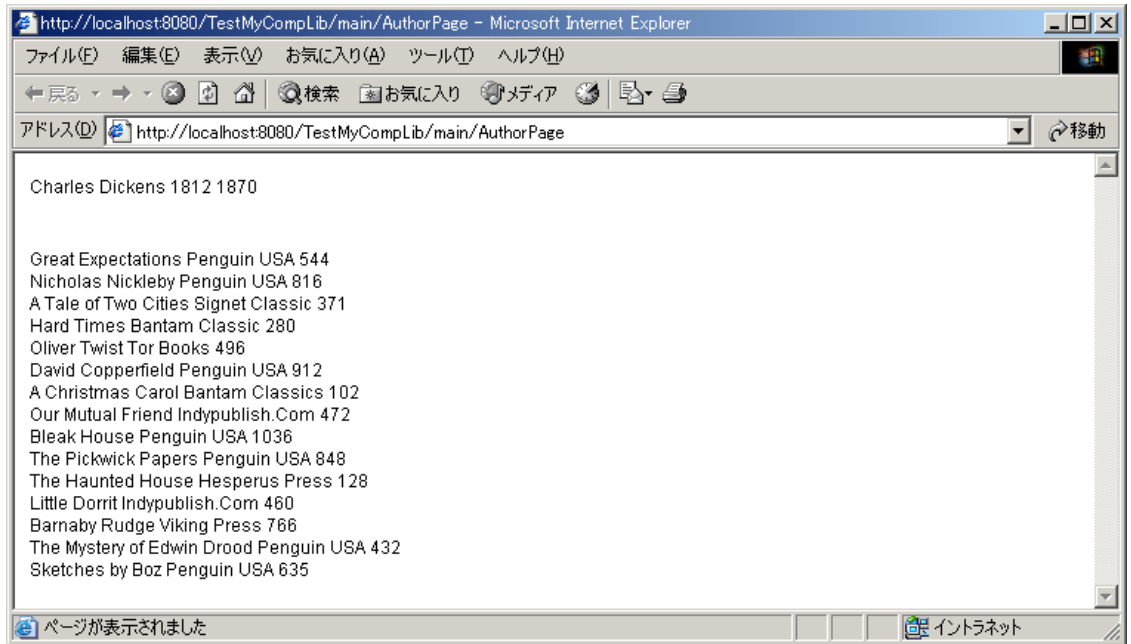 http://localhost:8080/TestMyCompLib/main/AuthorPage - Microsoft Internet Explorer
ファイル(F) 編集(E) 表示(V) お気に入り(A) ツール(T) ヘルプ(H)
戻る 検索 お気に入り メディア
アドレス(D) http://localhost:8080/TestMyCompLib/main/AuthorPage 移動
Charles Dickens 1812 1870
Great Expectations Penguin USA 544
Nicholas Nickleby Penguin USA 816
A Tale of Two Cities Signet Classic 371
Hard Times Bantam Classic 280
Oliver Twist Tor Books 496
David Copperfield Penguin USA 912
A Christmas Carol Bantam Classics 102
Our Mutual Friend Indypublish.Com 472
Bleak House Penguin USA 1036
The Pickwick Papers Penguin USA 848
The Haunted House Hesperus Press 128
Little Dorrit Indypublish.Com 460
Barnaby Rudge Viking Press 766
The Mystery of Edwin Drood Penguin USA 432
Sketches by Boz Penguin USA 635
ページが表示されました イントラネット